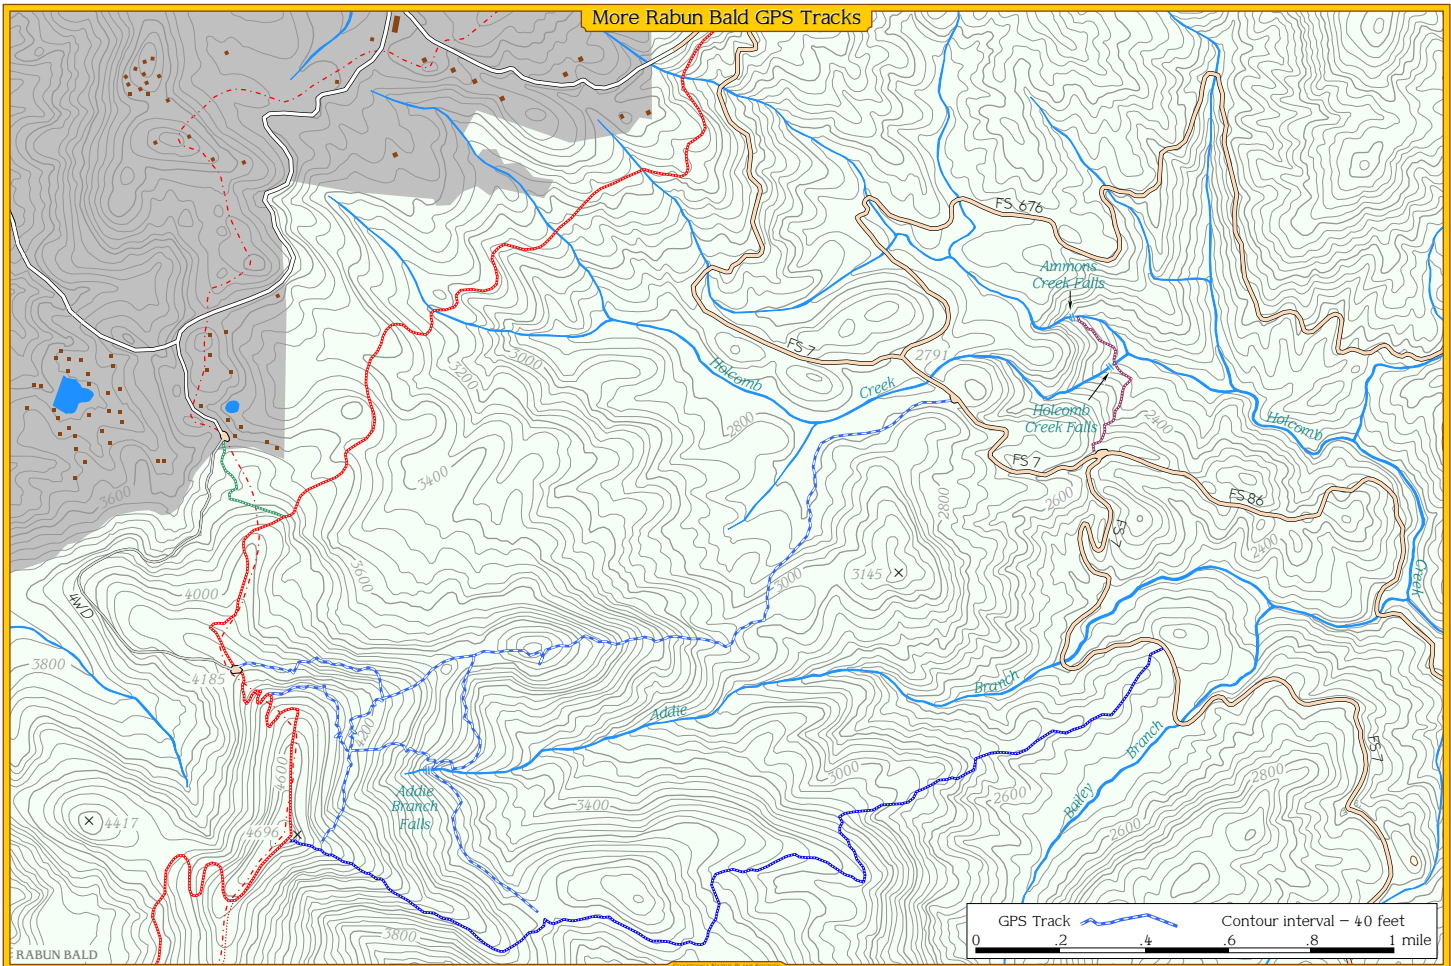 More Rabun Bald GPS Tracks
FS 676
Ammons
Creek Falls
FS 7
2791
3000
3200
Holcomb
Creek
Holcomb
Creek Falls
2400
Holcomb
2800
3400
FS 7
2600
2800
FS 86
3600
FS 7
2400
3145
3000
3600
4000
4WD
Creek
3800
4185
Branch
Addie
4200
Branch
FS 7
4600
3000
2800
2600
Bailey
Addie
Branch
Falls
3400
4417
4696
2600
3800
GPS Track
Contour interval – 40 feet
0 .2 .4 .6 .8 1 mile
RABUN BALD